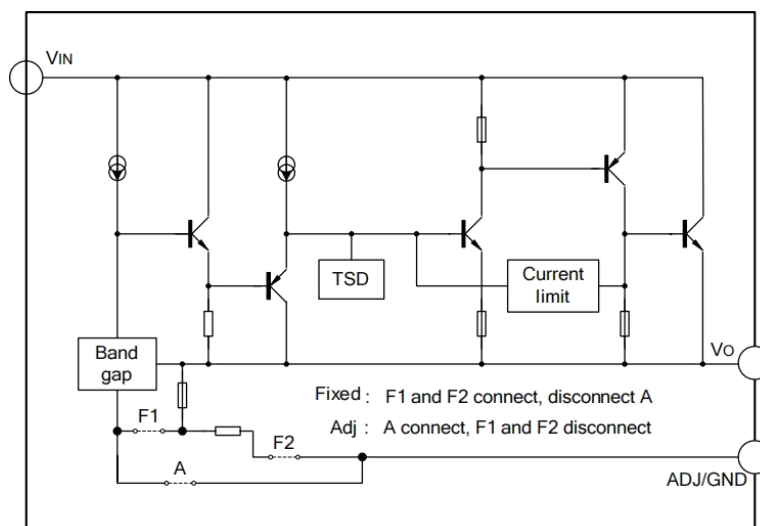 VIN
TSD
Current
limit
Band
gap
VO
Fixed : F1 and F2 connect, disconnect A
F1
Adj : A connect, F1 and F2 disconnect
F2
A
ADJ/GND